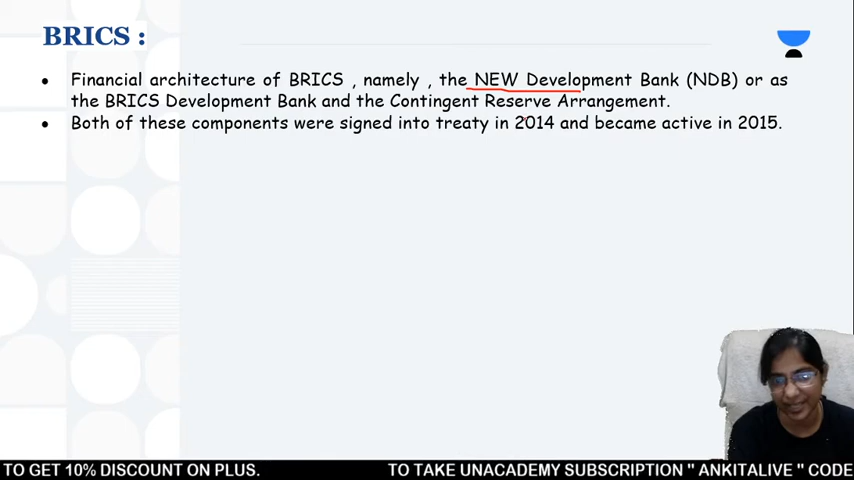 BRICS :
• Financial architecture of BRICS , namely , the NEW Development Bank (NDB) or as
the BRICS Development Bank and the Contingent Reserve Arrangement.
• Both of these components were signed into treaty in 2014 and became active in 2015.
TO GET 10% DISCOUNT ON PLUS. TO TAKE UNACADEMY SUBSCRIPTION " ANKITALIVE " CODE